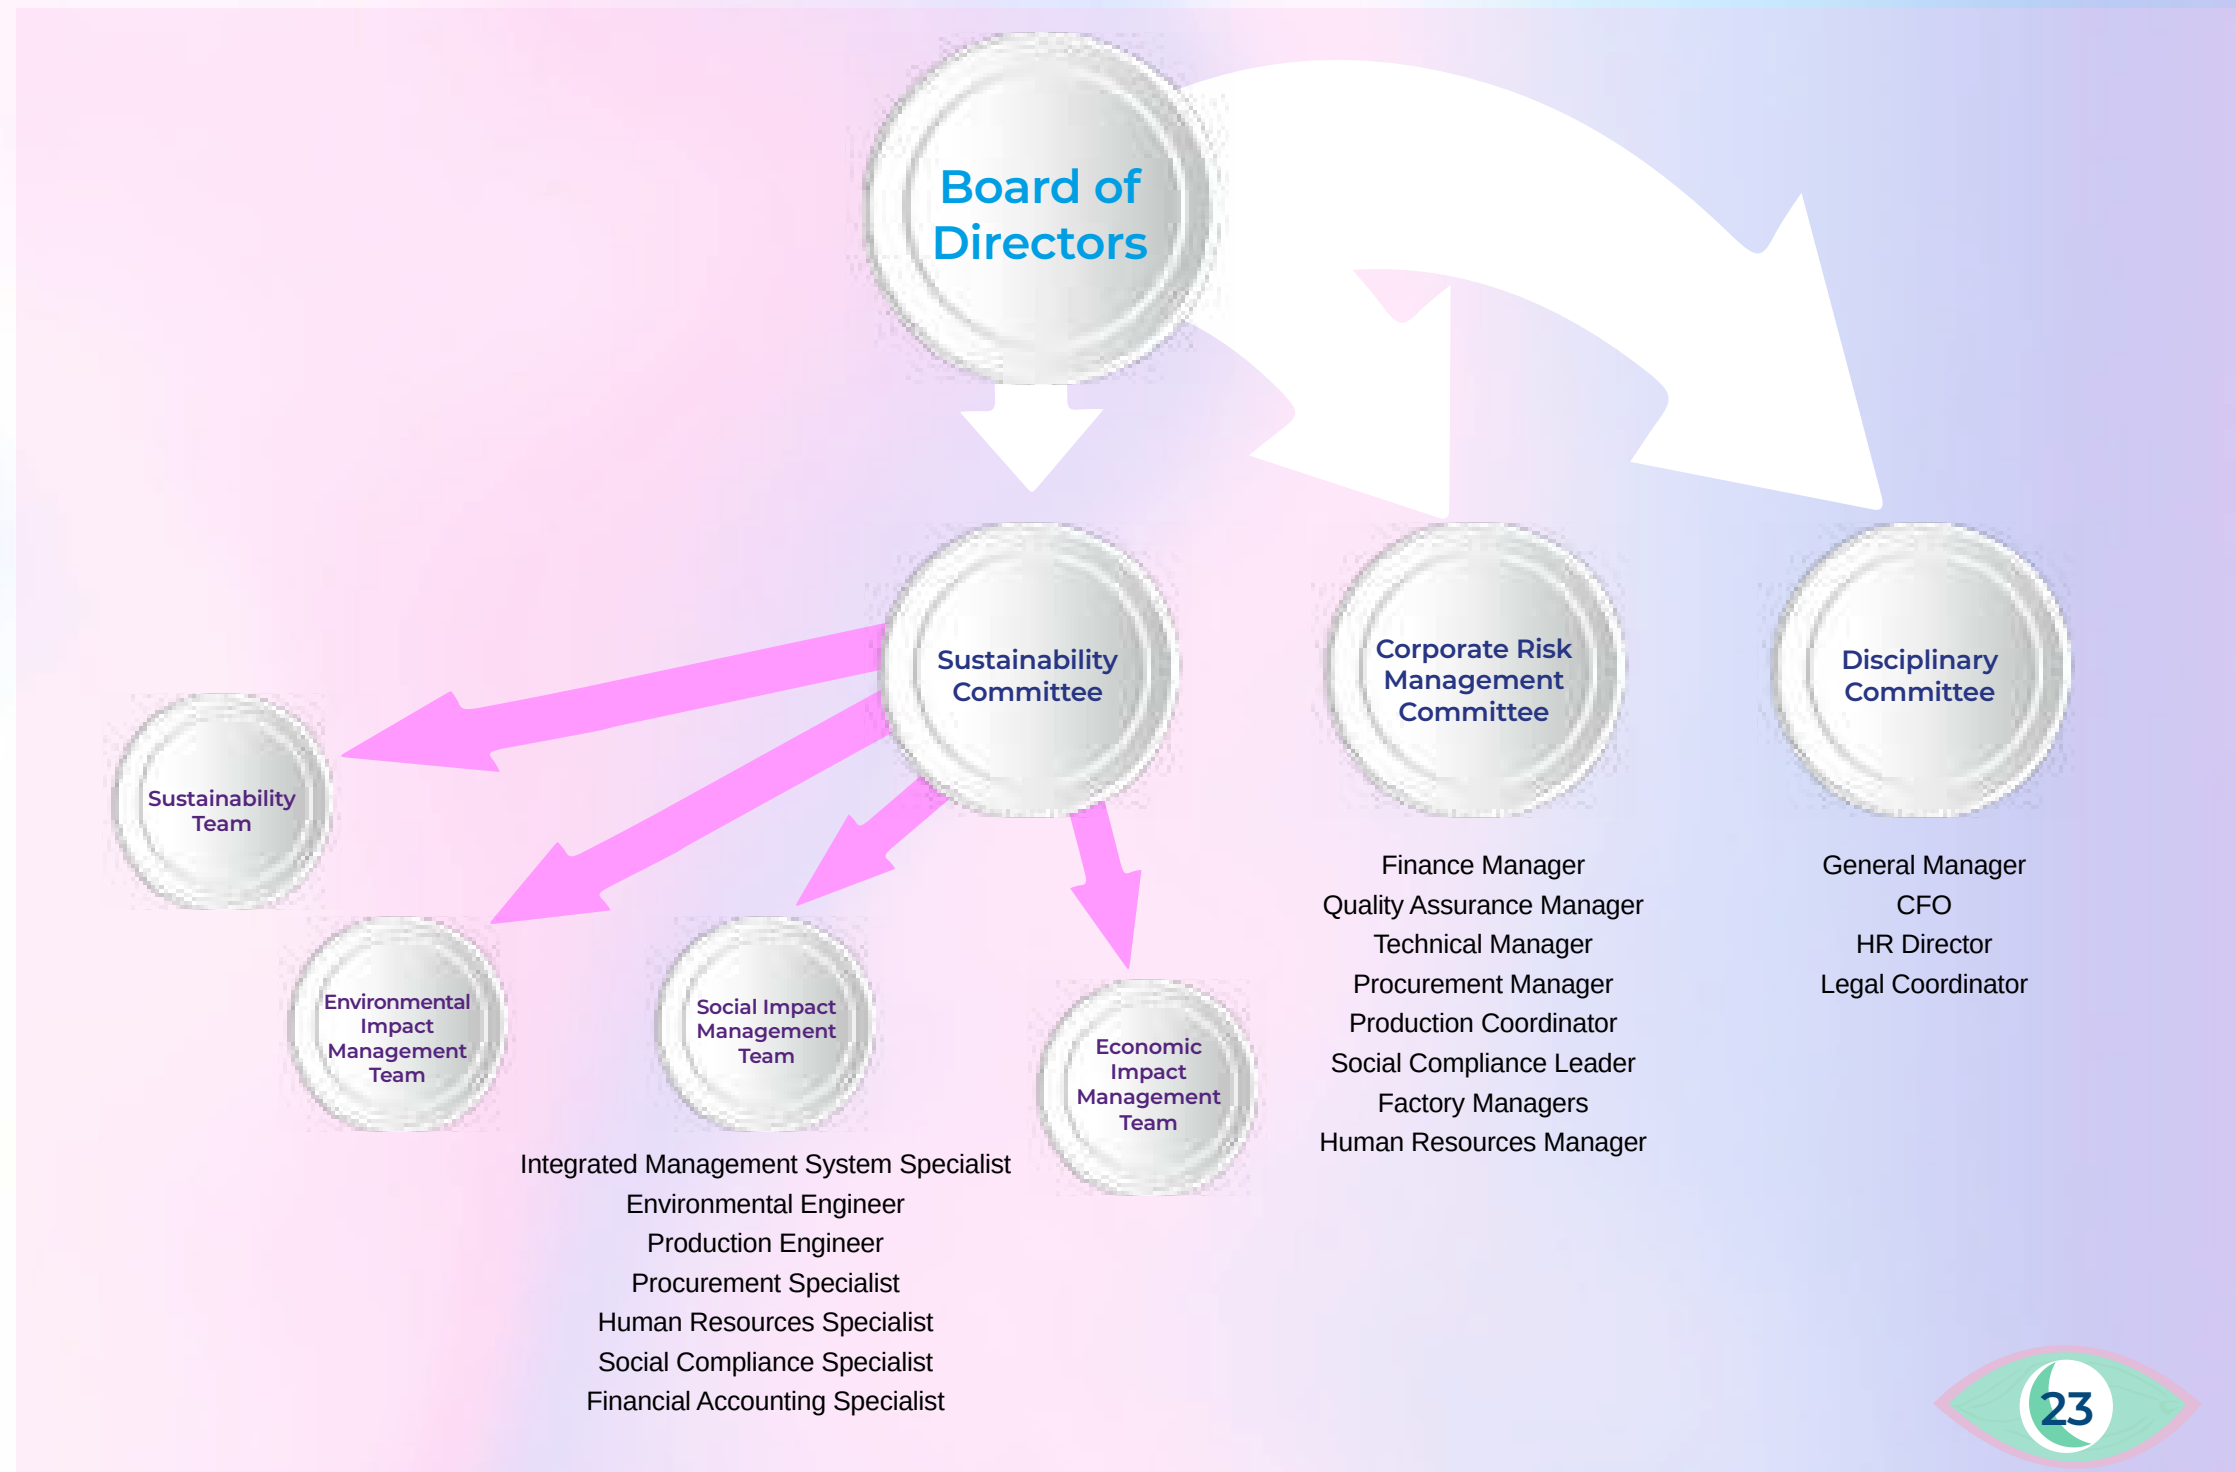 Board of
Directors
Sustainability
Committee
Corporate Risk
Management
Committee
Disciplinary
Committee
Sustainability
Team
Environmental
Impact
Management
Team
Social Impact
Management
Team
Economic
Impact
Management
Team
Integrated Management System Specialist
Environmental Engineer
Production Engineer
Procurement Specialist
Human Resources Specialist
Social Compliance Specialist
Financial Accounting Specialist
Finance Manager
Quality Assurance Manager
Technical Manager
Procurement Manager
Production Coordinator
Social Compliance Leader
Factory Managers
Human Resources Manager
General Manager
CFO
HR Director
Legal Coordinator
23